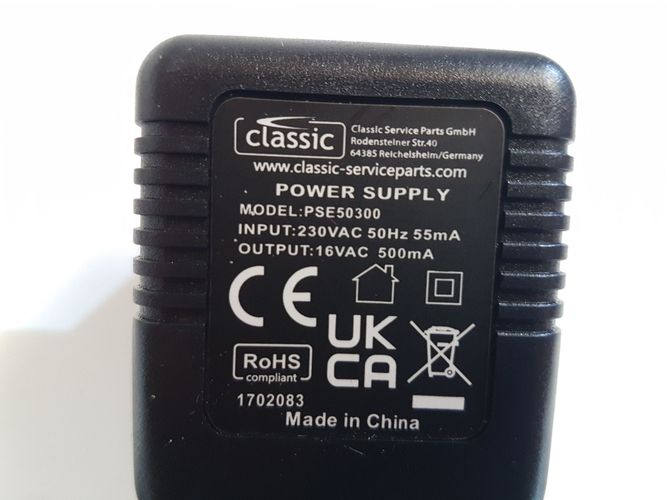 classic
Classic Service Parts GmbH
Rodensteiner Str.40
64385 Reichelsheim/Germany
www.classic-serviceparts.com
POWER SUPPLY
MODEL:PSE50300
INPUT:230VAC 50Hz 55mA
OUTPUT:16VAC 500mA
CE
UK
CA
RoHS
compliant
1702083
Made in China